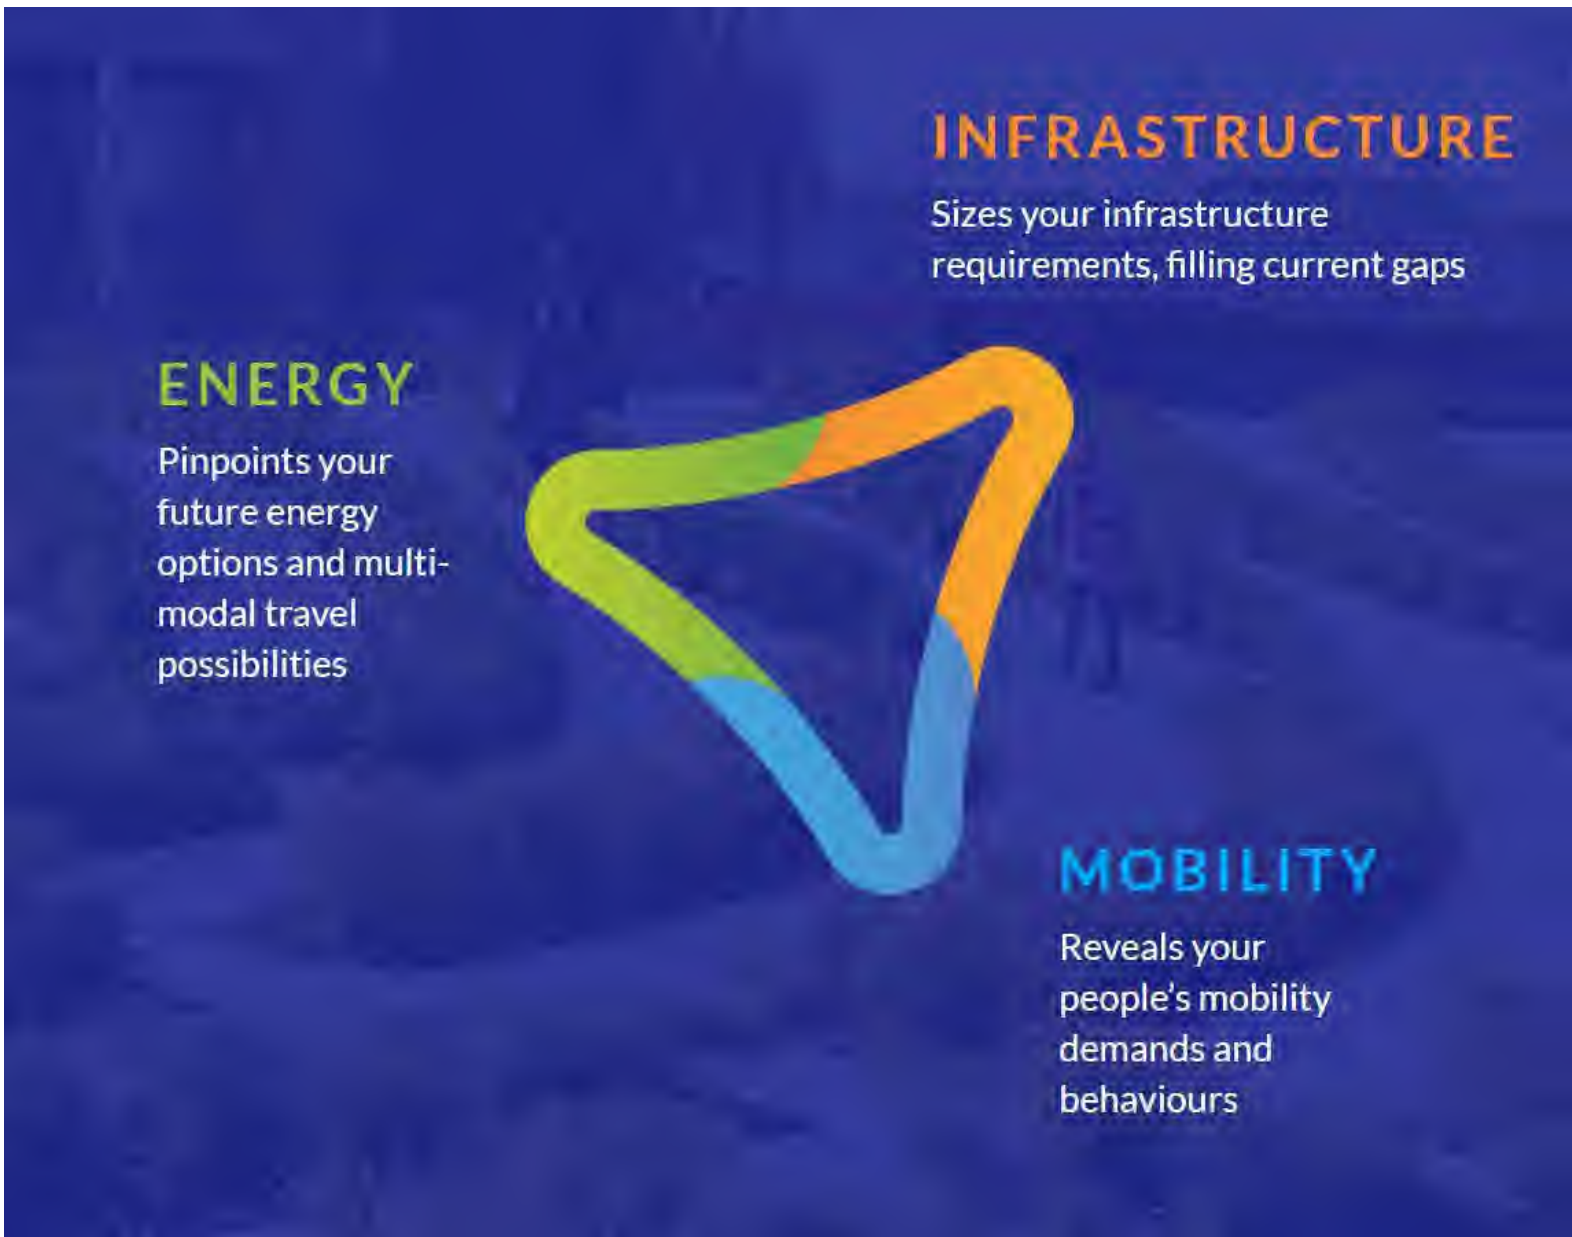 INFRASTRUCTURE
Sizes your infrastructure
requirements, filling current gaps
ENERGY
Pinpoints your
future energy
options and multi-
modal travel
possibilities
MOBILITY
Reveals your
people’s mobility
demands and
behaviours